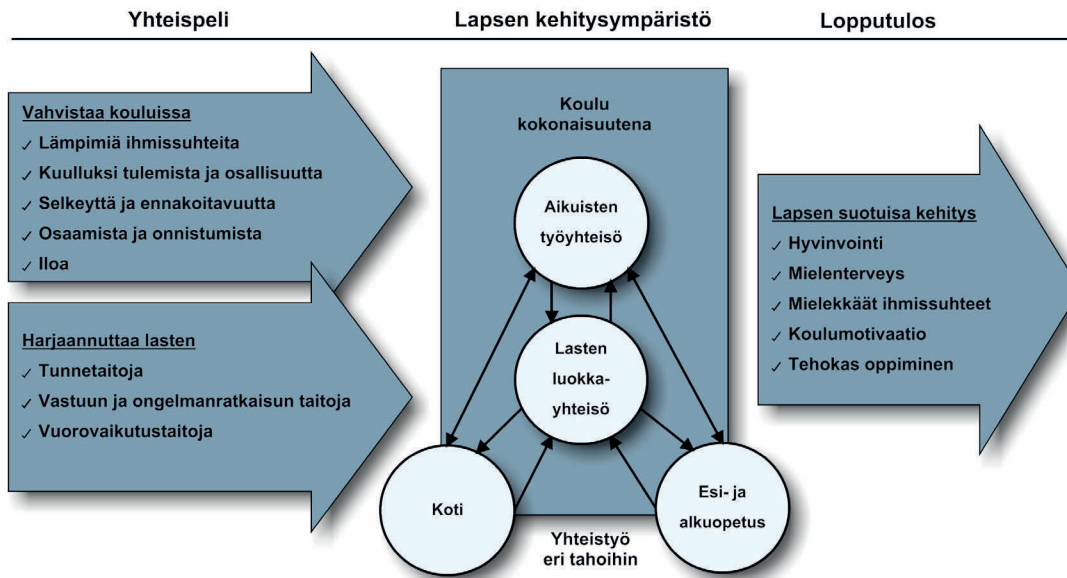 Yhteispeli
Lapsen kehitysympäristö
Lopputulos
Vahvistaa kouluissa
✓ Lämpimiä ihmissuhteita
✓ Kuulluksi tulemista ja osallisuutta
✓ Selkeyttä ja ennakoitavuutta
✓ Osaamista ja onnistumista
✓ Iloa
Harjaannuttaa lasten
✓ Tunnetaitoja
✓ Vastuun ja ongelmanratkaisun taitoja
✓ Vuorovaikutustaitoja
Koulu
kokonaisuutena
Aikuisten
työyhteisö
Lasten
luokka-
yhteisö
Koti
Esi- ja
alkuopetus
Yhteistyö
eri tahoihin
Lapsen suotuisa kehitys
✓ Hyvinvointi
✓ Mielenterveys
✓ Mielekkäät ihmissuhteet
✓ Koulumotivaatio
✓ Tehokas oppiminen